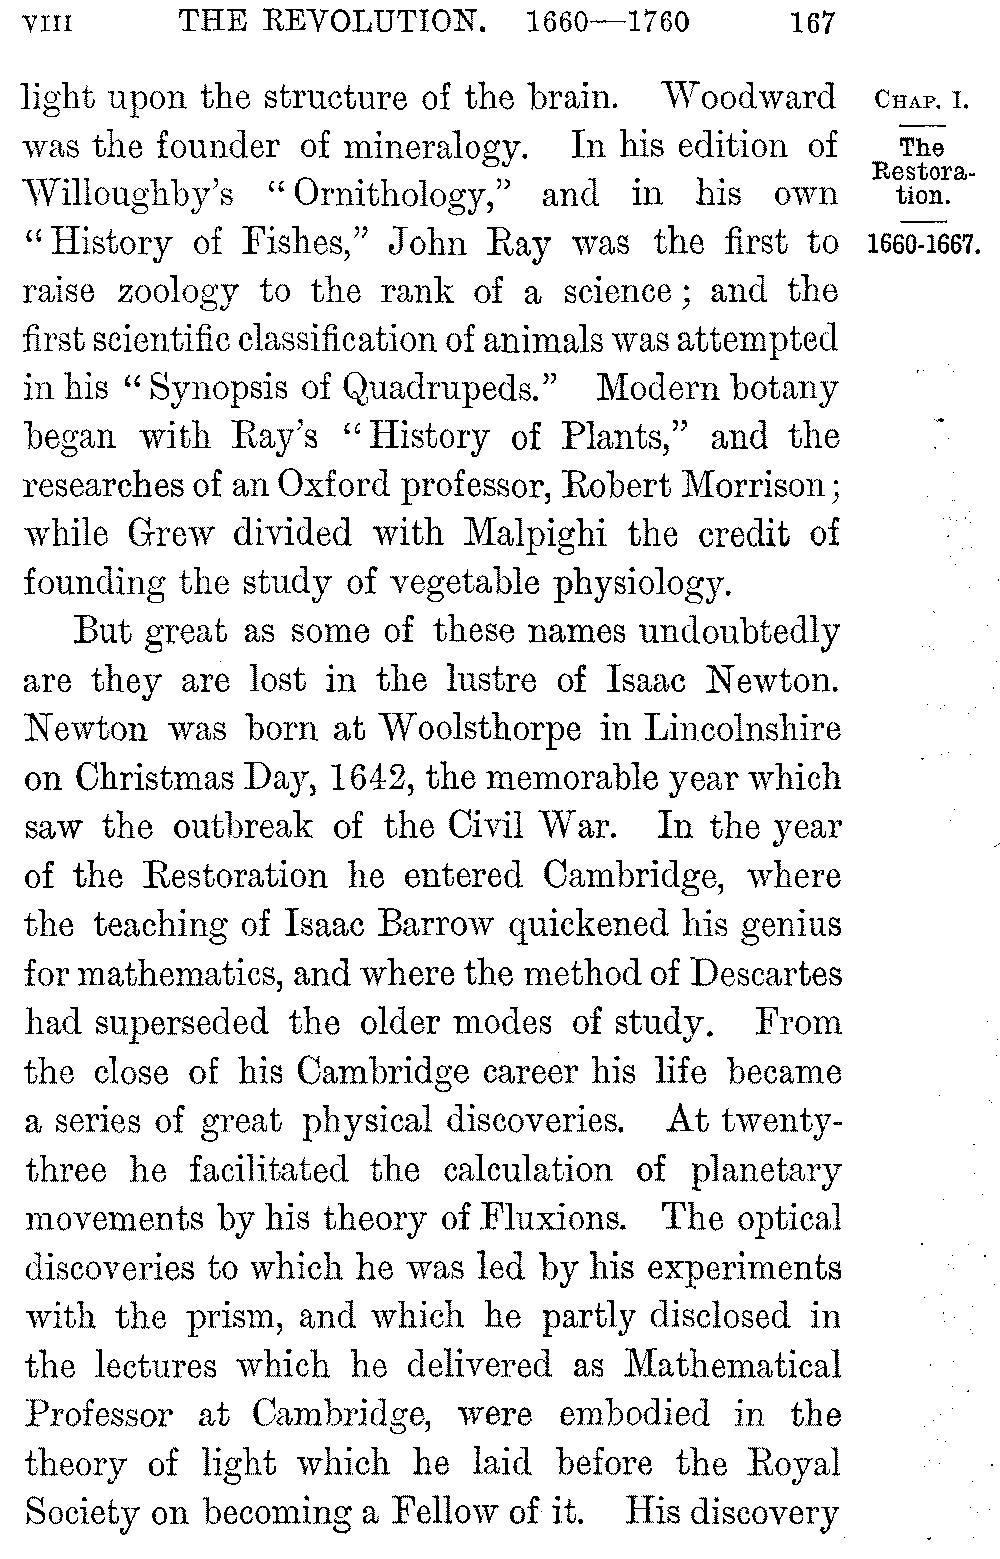 VIII THE REVOLUTION. 1660—1760 167
light upon the structure of the brain. Woodward
was the founder of mineralogy. In his edition of
Willoughby's "Ornithology," and in his own
"History of Fishes," John Ray was the first to
raise zoology to the rank of a science; and the
first scientific classification of animals was attempted
in his "Synopsis of Quadrupeds." Modern botany
began with Ray's "History of Plants," and the
researches of an Oxford professor, Robert Morrison;
while Grew divided with Malpighi the credit of
founding the study of vegetable physiology.
But great as some of these names undoubtedly
are they are lost in the lustre of Isaac Newton.
Newton was born at Woolsthorpe in Lincolnshire
on Christmas Day, 1642, the memorable year which
saw the outbreak of the Civil War. In the year
of the Restoration he entered Cambridge, where
the teaching of Isaac Barrow quickened his genius
for mathematics, and where the method of Descartes
had superseded the older modes of study. From
the close of his Cambridge career his life became
a series of great physical discoveries. At twenty-
three he facilitated the calculation of planetary
movements by his theory of Fluxions. The optical
discoveries to which he was led by his experiments
with the prism, and which he partly disclosed in
the lectures which he delivered as Mathematical
Professor at Cambridge, were embodied in the
theory of light which he laid before the Royal
Society on becoming a Fellow of it. His discovery
CHAP. I.
The
Restora-
tion.
1660-1667.